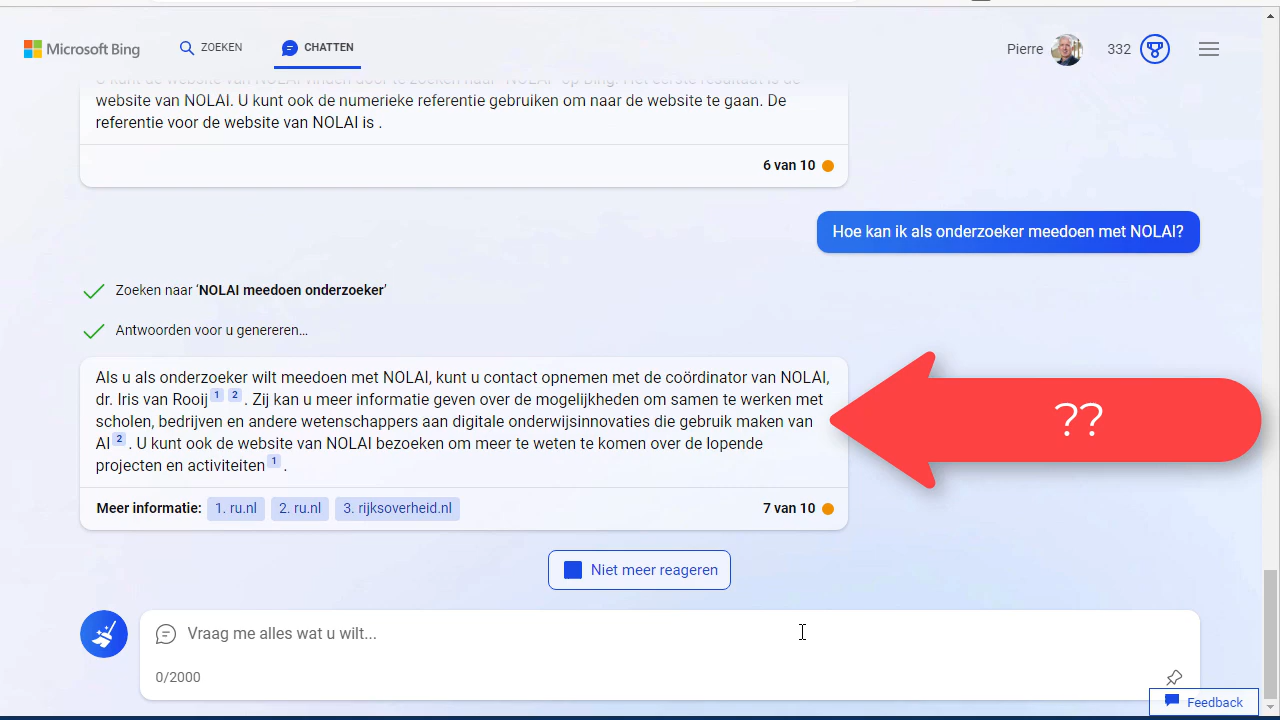 Microsoft Bing
ZOEKEN
CHATTEN
Pierre
332
website van NOLAI. U kunt ook de numerieke referentie gebruiken om naar de website te gaan. De
referentie voor de website van NOLAI is .
6 van 10
Hoe kan ik als onderzoeker meedoen met NOLAI?
Zoeken naar 'NOLAI meedoen onderzoeker'
Antwoorden voor u genereren...
Als u als onderzoeker wilt meedoen met NOLAI, kunt u contact opnemen met de coördinator van NOLAI,
dr. Iris van Rooij 1 2 . Zij kan u meer informatie geven over de mogelijkheden om samen te werken met
scholen, bedrijven en andere wetenschappers aan digitale onderwijsinnovaties die gebruik maken van
AI 2 . U kunt ook de website van NOLAI bezoeken om meer te weten te komen over de lopende
projecten en activiteiten 1 .
??
Meer informatie: 1. ru.nl 2. ru.nl 3. rijksoverheid.nl
7 van 10
Niet meer reageren
Vraag me alles wat u wilt...
0/2000
Feedback